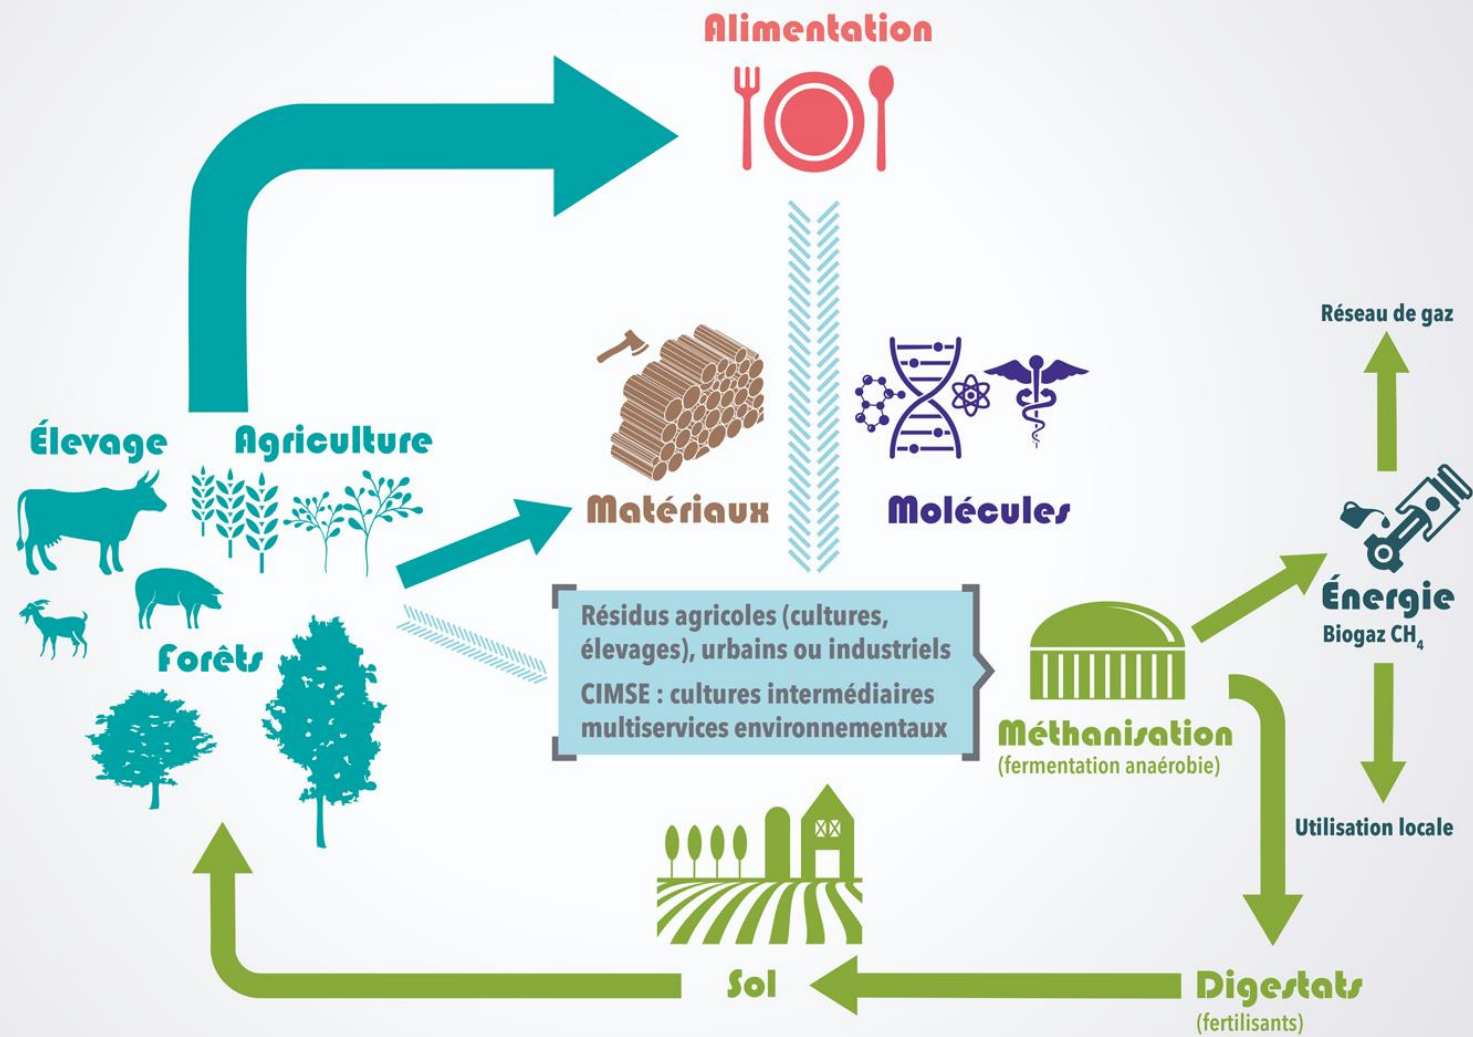 Alimentation
Réseau de gaz
Élevage
Agriculture
Matériaux
Molécules
Énergie
Biogaz CH₄
Résidus agricoles (cultures,
élevages), urbains ou industriels
CIMSE : cultures intermédiaires
multiservices environnementaux
Forêts
Méthanisation
(fermentation anaérobie)
Utilisation locale
Sol
Digestats
(fertilisants)